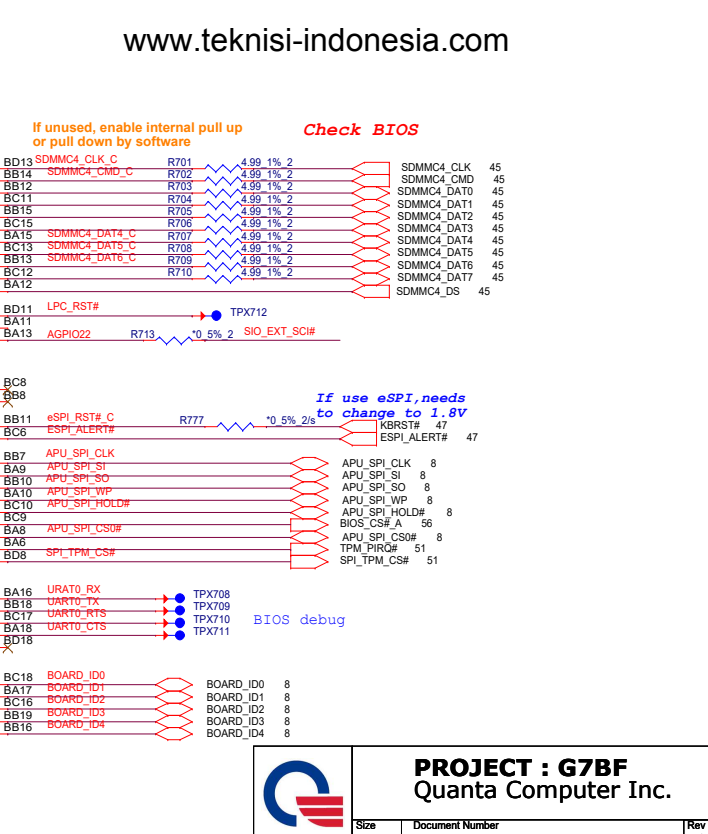 www.teknisi-indonesia.com
If unused, enable internal pull up
or pull down by software
Check BIOS
BD13 SDMMC4_CLK_C R701 4.99_1%_2 SDMMC4_CLK 45
BB14 SDMMC4_CMD_C R702 4.99_1%_2 SDMMC4_CMD 45
BB12 R703 4.99_1%_2 SDMMC4_DAT0 45
BC11 R704 4.99_1%_2 SDMMC4_DAT1 45
BB15 R705 4.99_1%_2 SDMMC4_DAT2 45
BC15 R706 4.99_1%_2 SDMMC4_DAT3 45
BA15 SDMMC4_DAT4_C R707 4.99_1%_2 SDMMC4_DAT4 45
BC13 SDMMC4_DAT5_C R708 4.99_1%_2 SDMMC4_DAT5 45
BB13 SDMMC4_DAT6_C R709 4.99_1%_2 SDMMC4_DAT6 45
BC12 R710 4.99_1%_2 SDMMC4_DAT7 45
BA12 SDMMC4_DS 45
BD11 LPC_RST# TPX712
BA11
BA13 AGPIO22 R713 *0_5%_2 SIO_EXT_SCI#
BC8
BB8
If use eSPI,needs
to change to 1.8V
BB11 eSPI_RST#_C R777 *0_5%_2/s KBRST# 47
BC6 ESPI_ALERT# ESPI_ALERT# 47
BB7 APU_SPI_CLK APU_SPI_CLK 8
BA9 APU_SPI_SI APU_SPI_SI 8
BB10 APU_SPI_SO APU_SPI_SO 8
BA10 APU_SPI_WP APU_SPI_WP 8
BC10 APU_SPI_HOLD# APU_SPI_HOLD# 8
BC9 BIOS_CS#_A 56
BA8 APU_SPI_CS0# APU_SPI_CS0# 8
BA6 TPM_PIRQ# 51
BD8 SPI_TPM_CS# SPI_TPM_CS# 51
BA16 URAT0_RX TPX708
BB18 UART0_TX TPX709
BC17 UART0_RTS TPX710 BIOS debug
BA18 UART0_CTS TPX711
BD18
BC18 BOARD_ID0 BOARD_ID0 8
BA17 BOARD_ID1 BOARD_ID1 8
BC16 BOARD_ID2 BOARD_ID2 8
BB19 BOARD_ID3 BOARD_ID3 8
BB16 BOARD_ID4 BOARD_ID4 8
PROJECT : G7BF
Quanta Computer Inc.
Size Document Number Rev